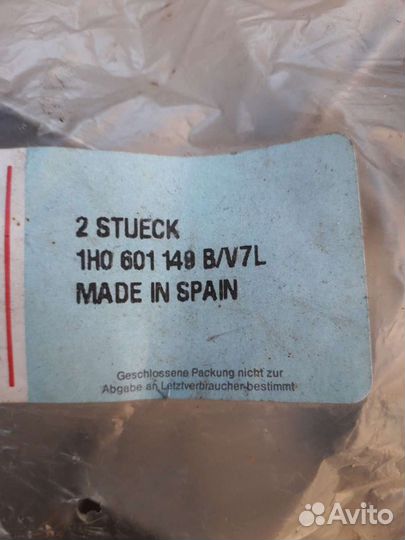 2 STUECK
1H0 601 149 B/V7L
MADE IN SPAIN
Geschlossene Packung nicht zur
Abgabe an Letztverbraucher bestimmt
Avito